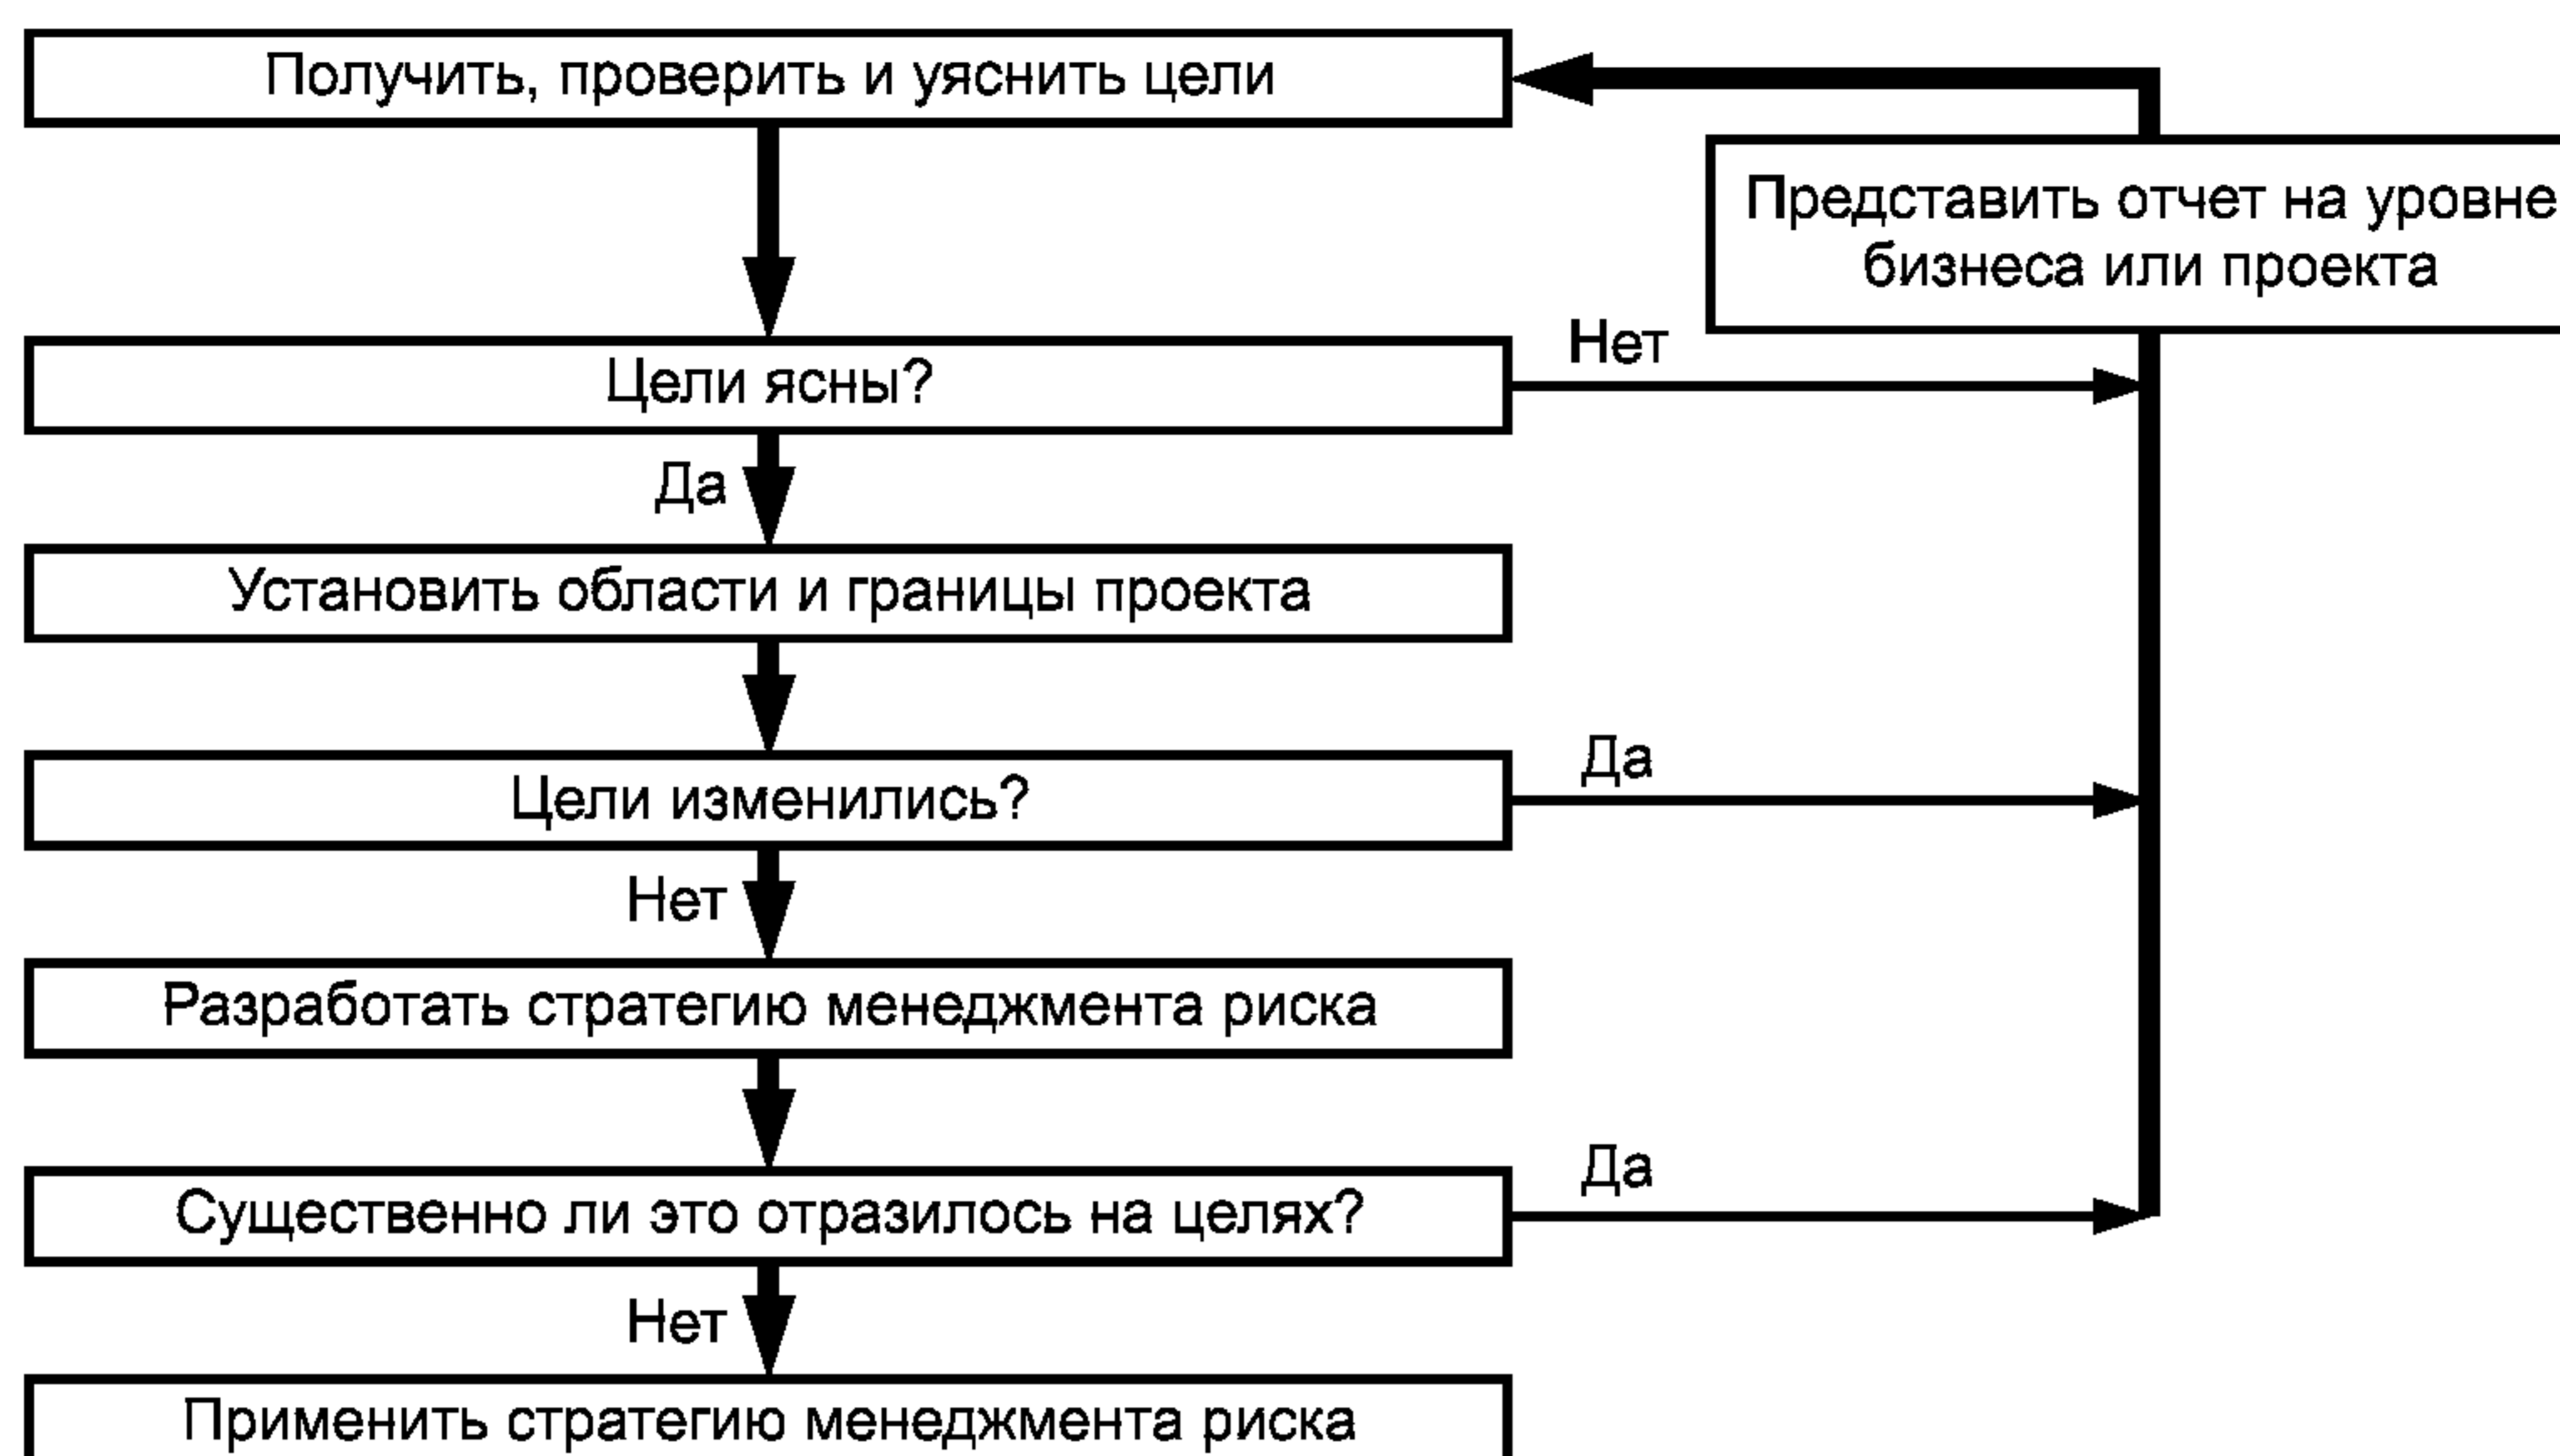 Получить, проверить и уяснить цели
Представить отчет на уровне
бизнеса или проекта
Цели ясны?
Нет
Да
Установить области и границы проекта
Цели изменились?
Да
Нет
Разработать стратегию менеджмента риска
Существенно ли это отразилось на целях?
Да
Нет
Применить стратегию менеджмента риска